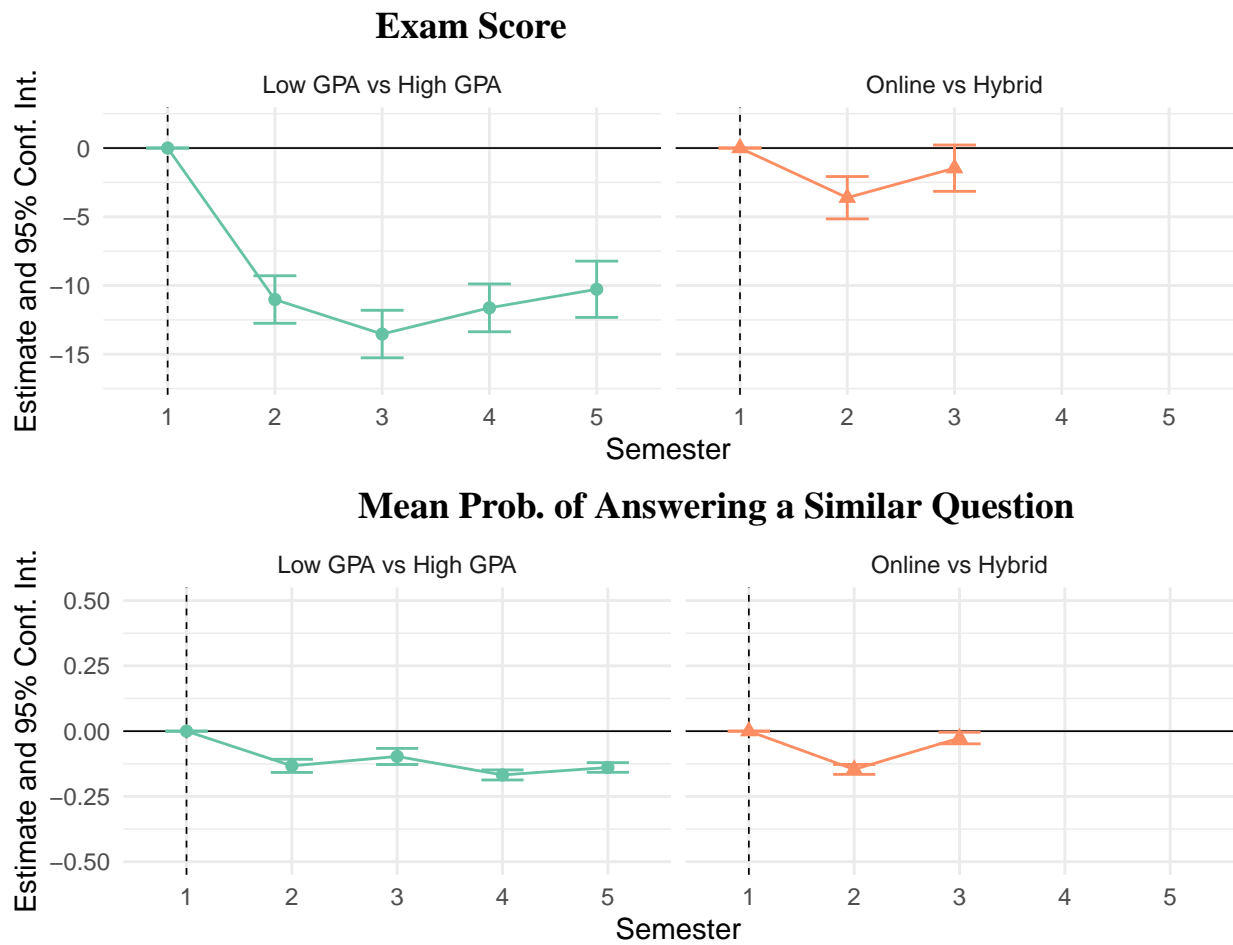 Exam Score
Low GPA vs High GPA
Online vs Hybrid
Estimate and 95% Conf. Int.
0
−5
−10
−15
1 2 3 4 5
1 2 3 4 5
Semester
Mean Prob. of Answering a Similar Question
Low GPA vs High GPA
Online vs Hybrid
Estimate and 95% Conf. Int.
0.50
0.25
0.00
−0.25
−0.50
1 2 3 4 5
1 2 3 4 5
Semester